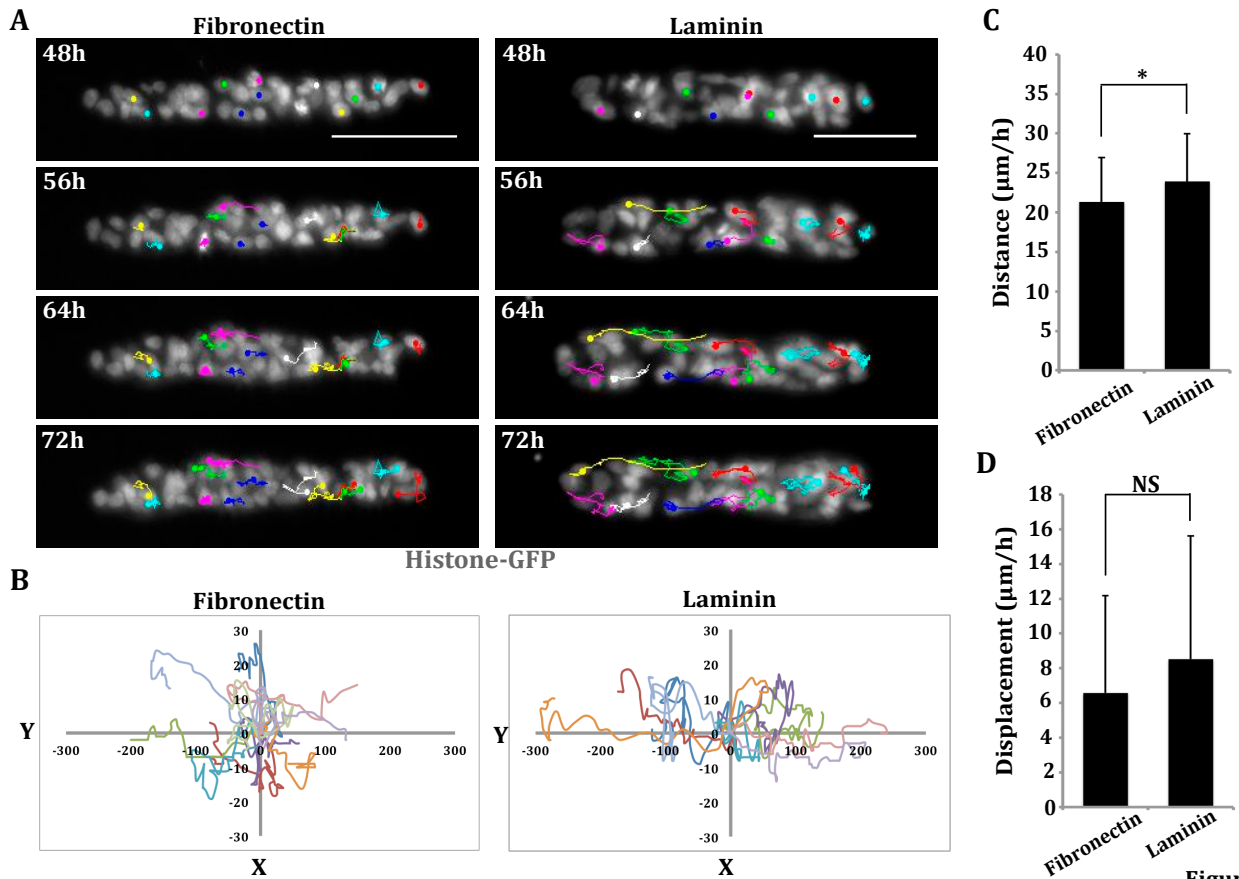 A
Fibronectin
Laminin
48h
48h
56h
56h
64h
64h
72h
72h
Histone-GFP
B
Fibronectin
Laminin
30
20
10
0
-10
-20
-30
-300
-200
-100
0
100
200
300
Y
X
30
20
10
0
-10
-20
-30
-300
-200
-100
0
100
200
300
Y
X
C
*
40
35
30
25
20
15
10
5
0
Distance (µm/h)
Fibronectin
Laminin
D
NS
18
16
14
12
10
8
6
4
2
0
Displacement (µm/h)
Fibronectin
Laminin
Figur